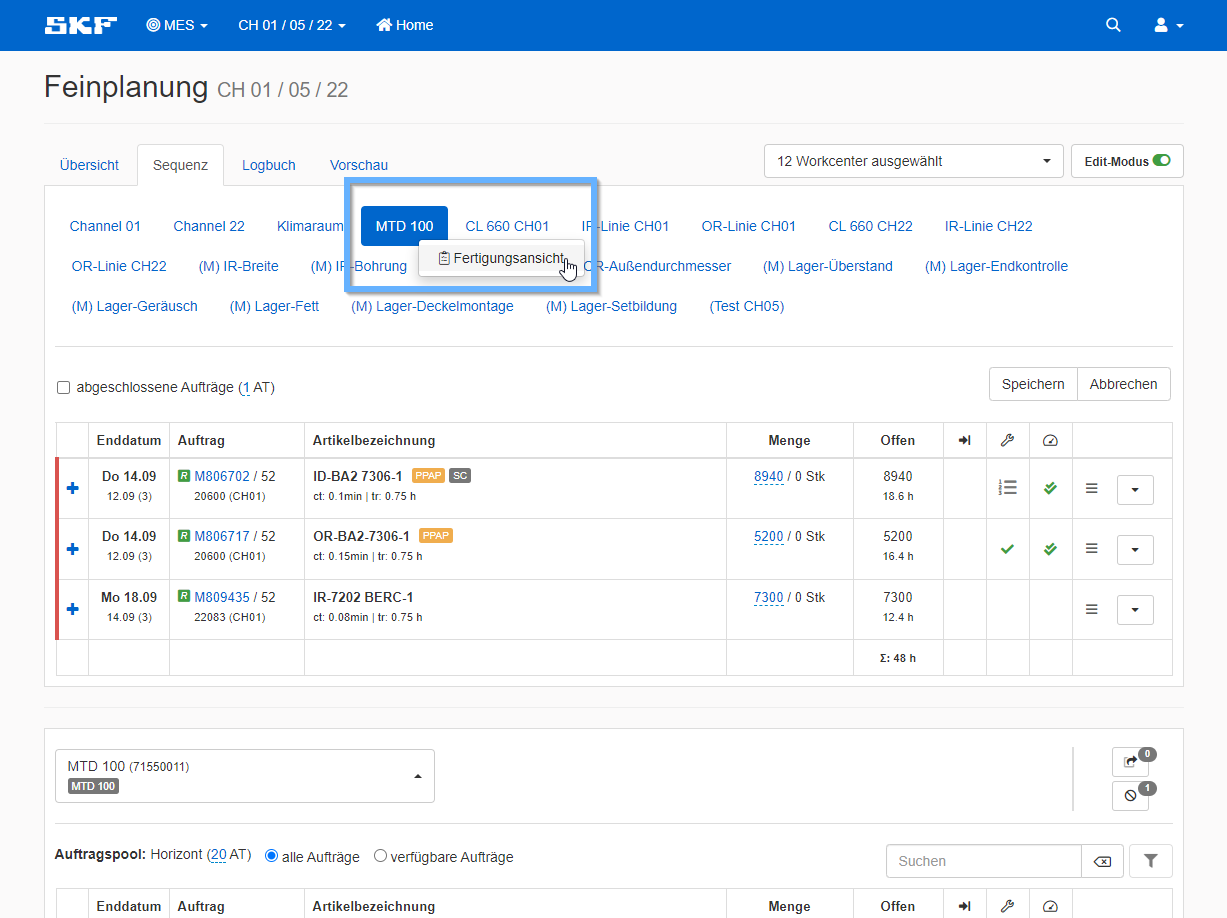 SKF MES CH 01 / 05 / 22 Home
Feinplanung CH 01 / 05 / 22
Übersicht Sequenz Logbuch Vorschau 12 Workcenter ausgewählt Edit-Modus
Channel 01 Channel 22 Klimaraum MTD 100 CL 660 CH01 IR-Linie CH01 OR-Linie CH01 CL 660 CH22 IR-Linie CH22
Fertigungsansicht
OR-Linie CH22 (M) IR-Breite (M) IR-Bohrung OR-Außendurchmesser (M) Lager-Überstand (M) Lager-Endkontrolle
(M) Lager-Geräusch (M) Lager-Fett (M) Lager-Deckelmontage (M) Lager-Setbildung (Test CH05)
abgeschlossene Aufträge (1 AT) Speichern Abbrechen
Enddatum Auftrag Artikelbezeichnung Menge Offen
Do 14.09 R M806702 / 52 ID-BA2 7306-1 PPAP SC 8940 / 0 Stk 8940
12.09 (3) 20600 (CH01) ct: 0.1min | tr: 0.75 h 18.6 h
Do 14.09 R M806717 / 52 OR-BA2-7306-1 PPAP 5200 / 0 Stk 5200
12.09 (3) 20600 (CH01) ct: 0.15min | tr: 0.75 h 16.4 h
Mo 18.09 R M809435 / 52 IR-7202 BERC-1 7300 / 0 Stk 7300
14.09 (3) 22083 (CH01) ct: 0.08min | tr: 0.75 h 12.4 h
Σ: 48 h
MTD 100 (71550011) 0
MTD 100 1
Auftragspool: Horizont (20 AT) alle Aufträge verfügbare Aufträge Suchen
Enddatum Auftrag Artikelbezeichnung Menge Offen